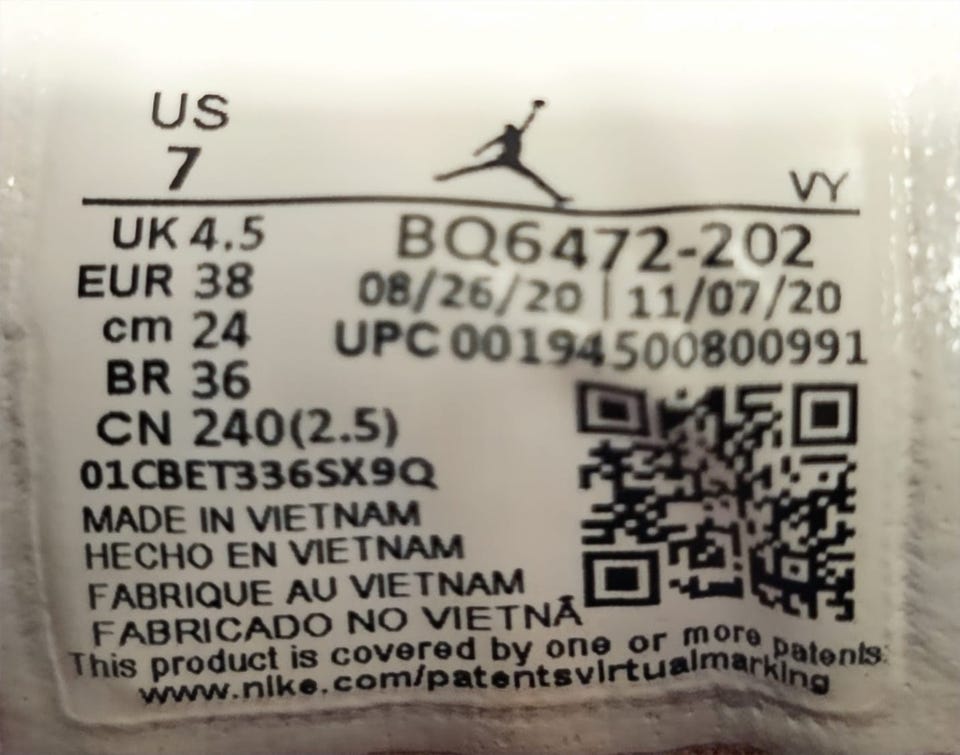 US
7
VY
UK 4.5
BQ6472-202
EUR 38
08/26/20 | 11/07/20
cm 24
UPC 00194500800991
BR 36
CN 240(2.5)
01CBET336SX9Q
MADE IN VIETNAM
HECHO EN VIETNAM
FABRIQUE AU VIETNAM
FABRICADO NO VIETNÃ
This product is covered by one or more patents.
www.nike.com/patentsvirtualmarking